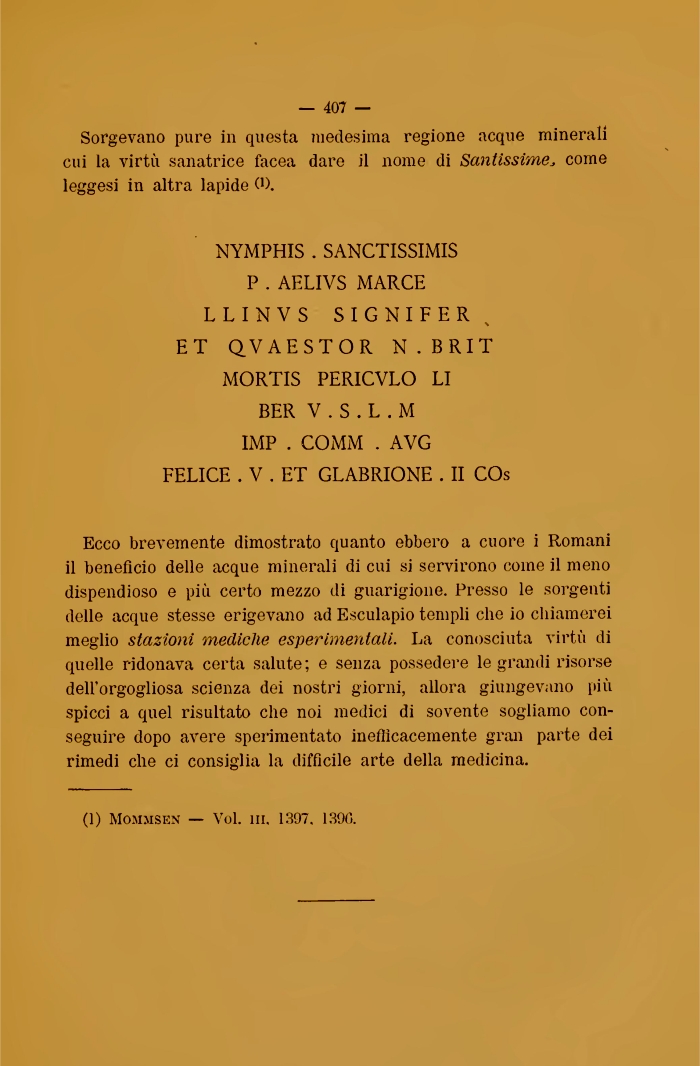 — 407 —
Sorgevano pure in questa medesima regione acque minerali
cui la virtù sanatrice facea dare il nome di Santissime, come
leggesi in altra lapide (1).
NYMPHIS . SANCTISSIMIS
P . AELIVS MARCE
LLINVS SIGNIFER
ET QVAESTOR N . BRIT
MORTIS PERICVLO LI
BER V . S . L . M
IMP . COMM . AVG
FELICE . V . ET GLABRIONE . II COs
Ecco brevemente dimostrato quanto ebbero a cuore i Romani
il beneficio delle acque minerali di cui si servirono come il meno
dispendioso e più certo mezzo di guarigione. Presso le sorgenti
delle acque stesse erigevano ad Esculapio templi che io chiamerei
meglio stazioni mediche esperimentali. La conosciuta virtù di
quelle ridonava certa salute; e senza possedere le grandi risorse
dell'orgogliosa scienza dei nostri giorni, allora giungevano più
spicci a quel risultato che noi medici di sovente sogliamo con-
seguire dopo avere sperimentato inefficacemente gran parte dei
rimedi che ci consiglia la difficile arte della medicina.
(1) MOMMSEN — Vol. III. 1397. 1396.